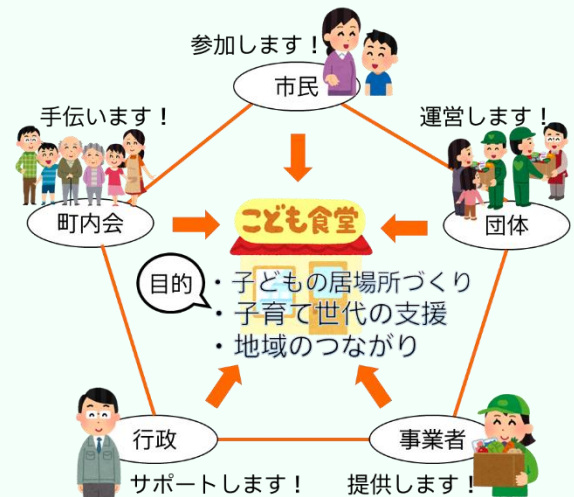 参加します！
市民
手伝います！
運営します！
町内会
団体
こども食堂
目的
・子どもの居場所づくり
・子育て世代の支援
・地域のつながり
行政
事業者
サポートします！
提供します！